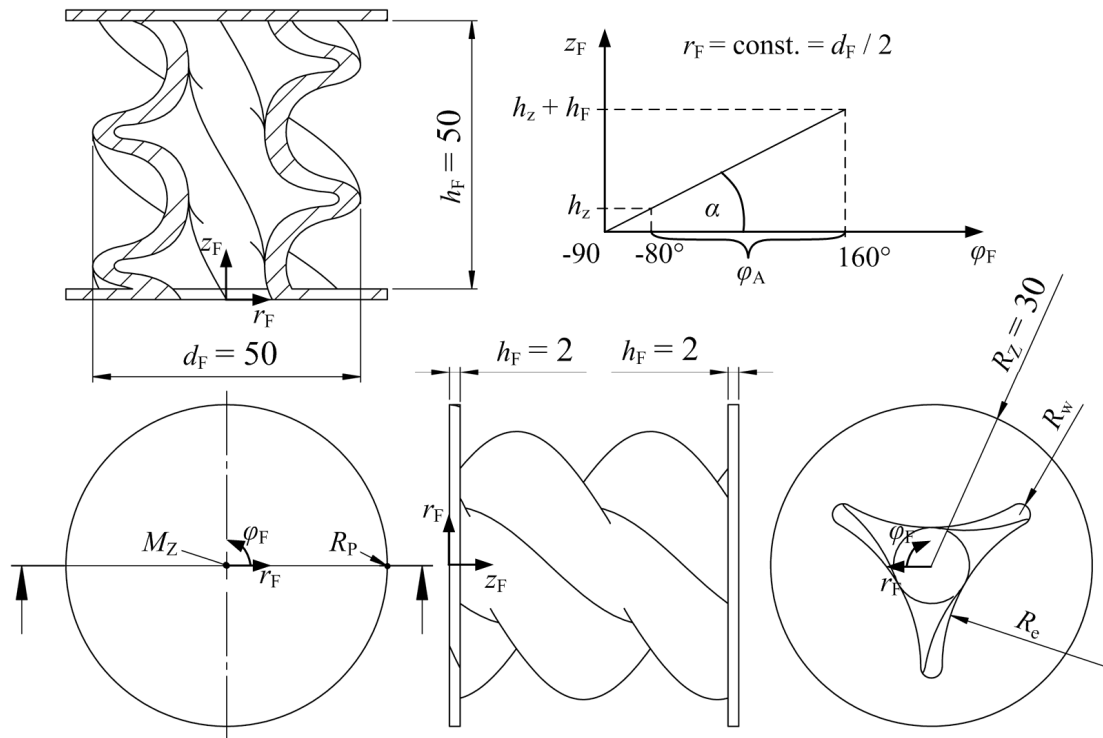 z_F
r_F
h_F = 50
d_F = 50
z_F
r_F = const. = d_F / 2
h_z + h_F
h_z
α
-90
-80°
160°
φ_A
φ_F
h_F = 2
h_F = 2
R_Z = 30
R_w
M_Z
φ_F
r_F
R_P
r_F
z_F
φ_F
r_F
R_e